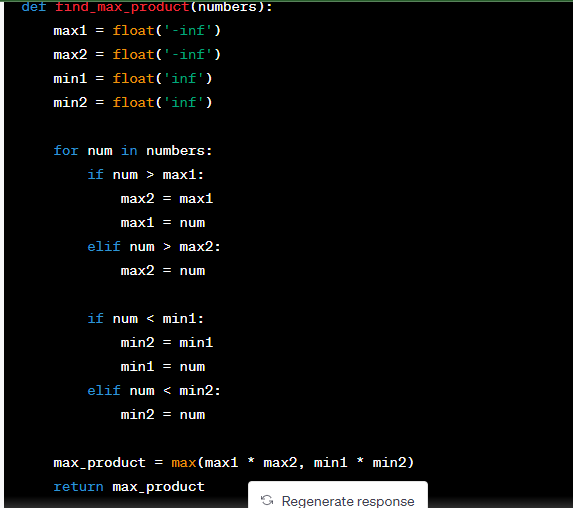 def find_max_product(numbers):
    max1 = float('-inf')
    max2 = float('-inf')
    min1 = float('inf')
    min2 = float('inf')

    for num in numbers:
        if num > max1:
            max2 = max1
            max1 = num
        elif num > max2:
            max2 = num

        if num < min1:
            min2 = min1
            min1 = num
        elif num < min2:
            min2 = num

    max_product = max(max1 * max2, min1 * min2)
    return max_product
Regenerate response